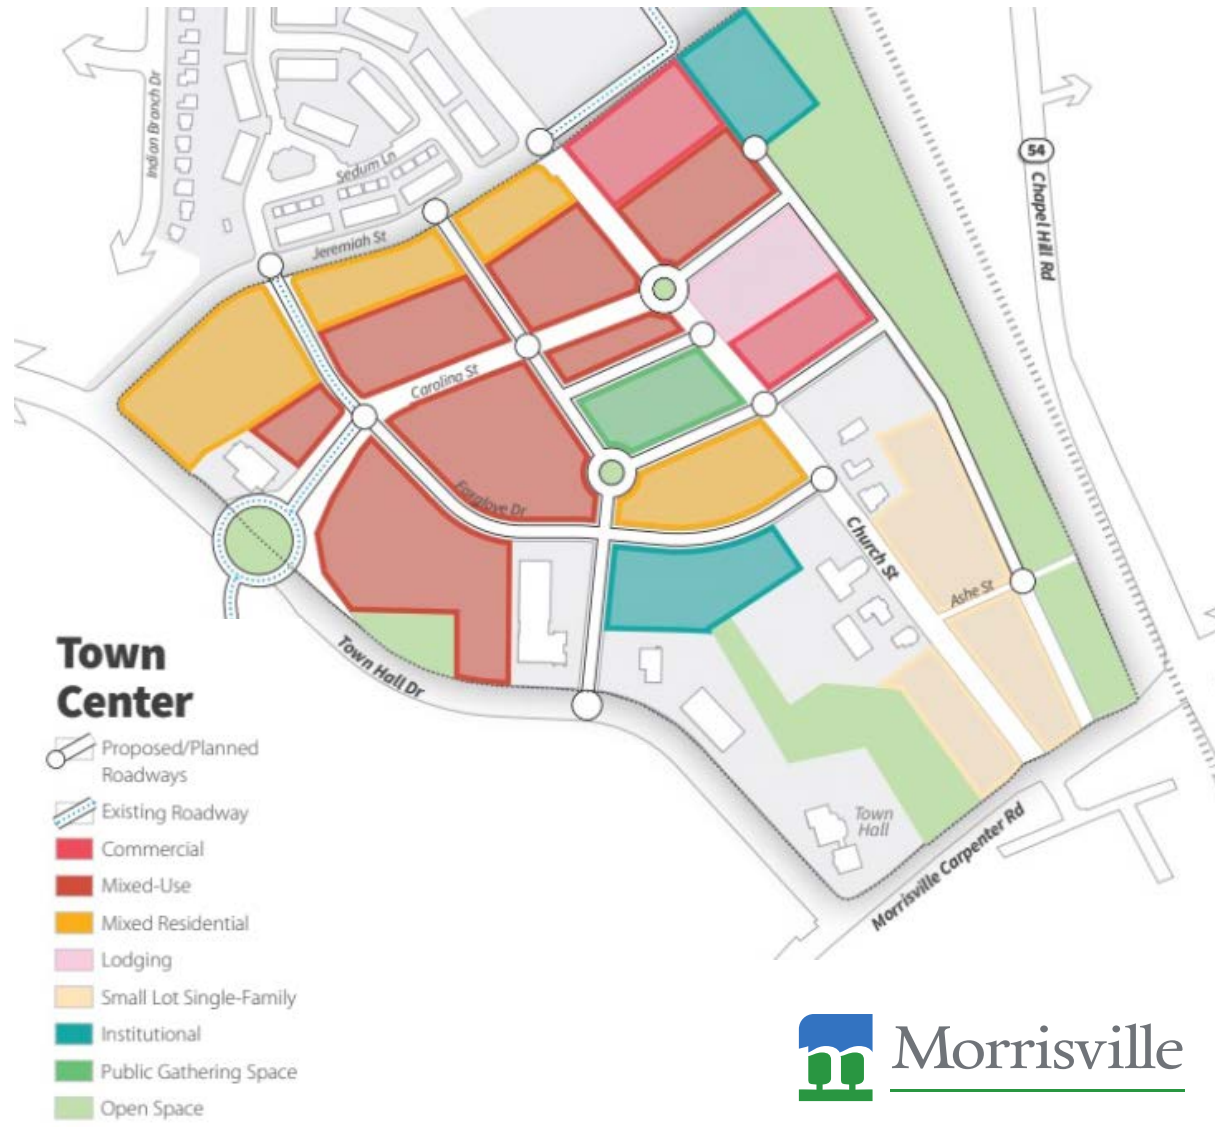 Indian Branch Dr
Sedum Ln
Jeremiah St
54
Chapel Hill Rd
Carolina St
Foxglove Dr
Church St
Ashe St
Town Hall Dr
Town
Hall
Morrisville Carpenter Rd
Town
Center
Proposed/Planned
Roadways
Existing Roadway
Commercial
Mixed-Use
Mixed Residential
Lodging
Small Lot Single-Family
Institutional
Public Gathering Space
Open Space
Morrisville